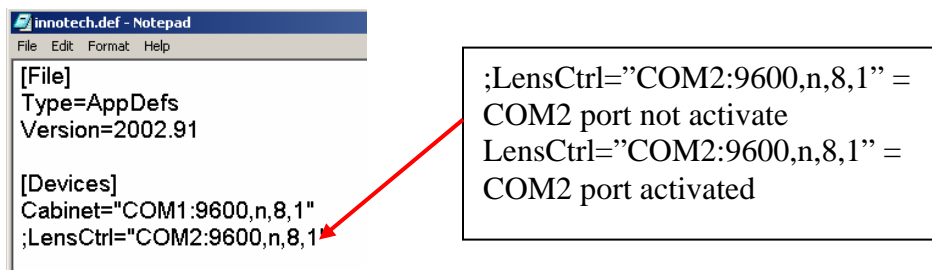 innotech.def - Notepad
File Edit Format Help
[File]
Type=AppDefs
Version=2002.91
[Devices]
Cabinet="COM1:9600,n,8,1"
;LensCtrl="COM2:9600,n,8,1"
;LensCtrl=”COM2:9600,n,8,1” =
COM2 port not activate
LensCtrl=”COM2:9600,n,8,1” =
COM2 port activated